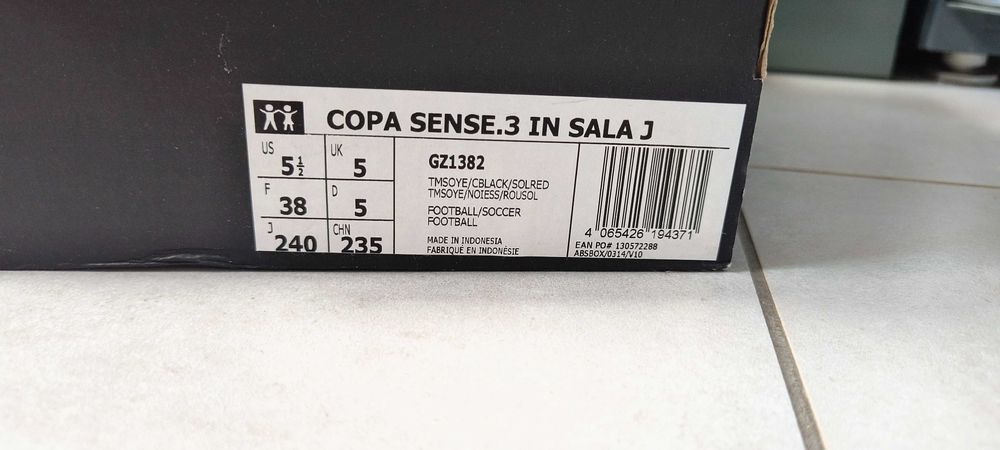 COPA SENSE.3 IN SALA J
US 5½
UK 5
F 38
D 5
J 240
CHN 235
GZ1382
TMSOYE/CBLACK/SOLRED
TMSOYE/NOIESS/ROUSOL
FOOTBALL/SOCCER
FOOTBALL
MADE IN INDONESIA
FABRIQUÉ EN INDONÉSIE
4 065426 194371
EAN PO# 130572288
ABSBOX/0314/V10